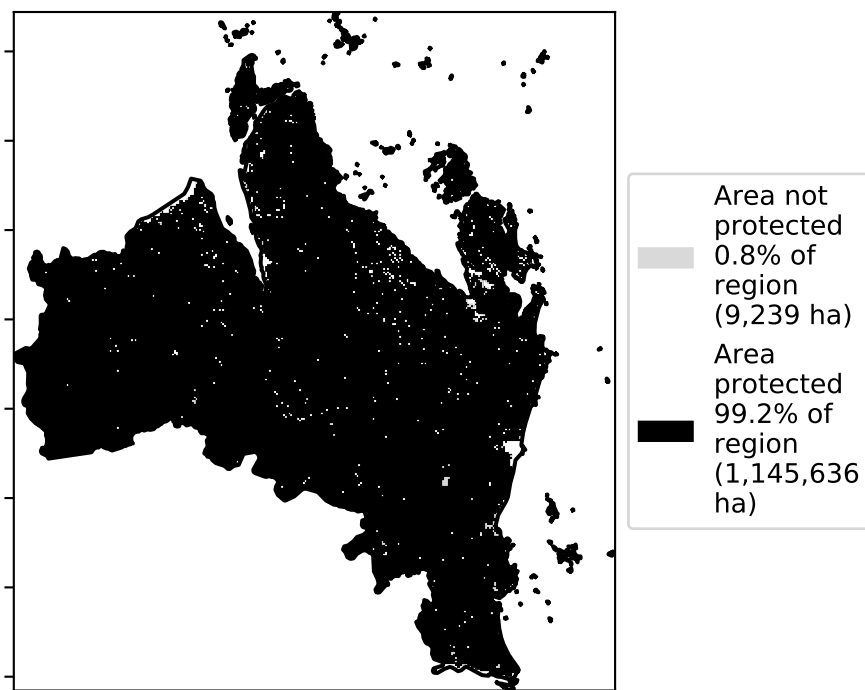 Area not
protected
0.8% of
region
(9,239 ha)
Area
protected
99.2% of
region
(1,145,636
ha)